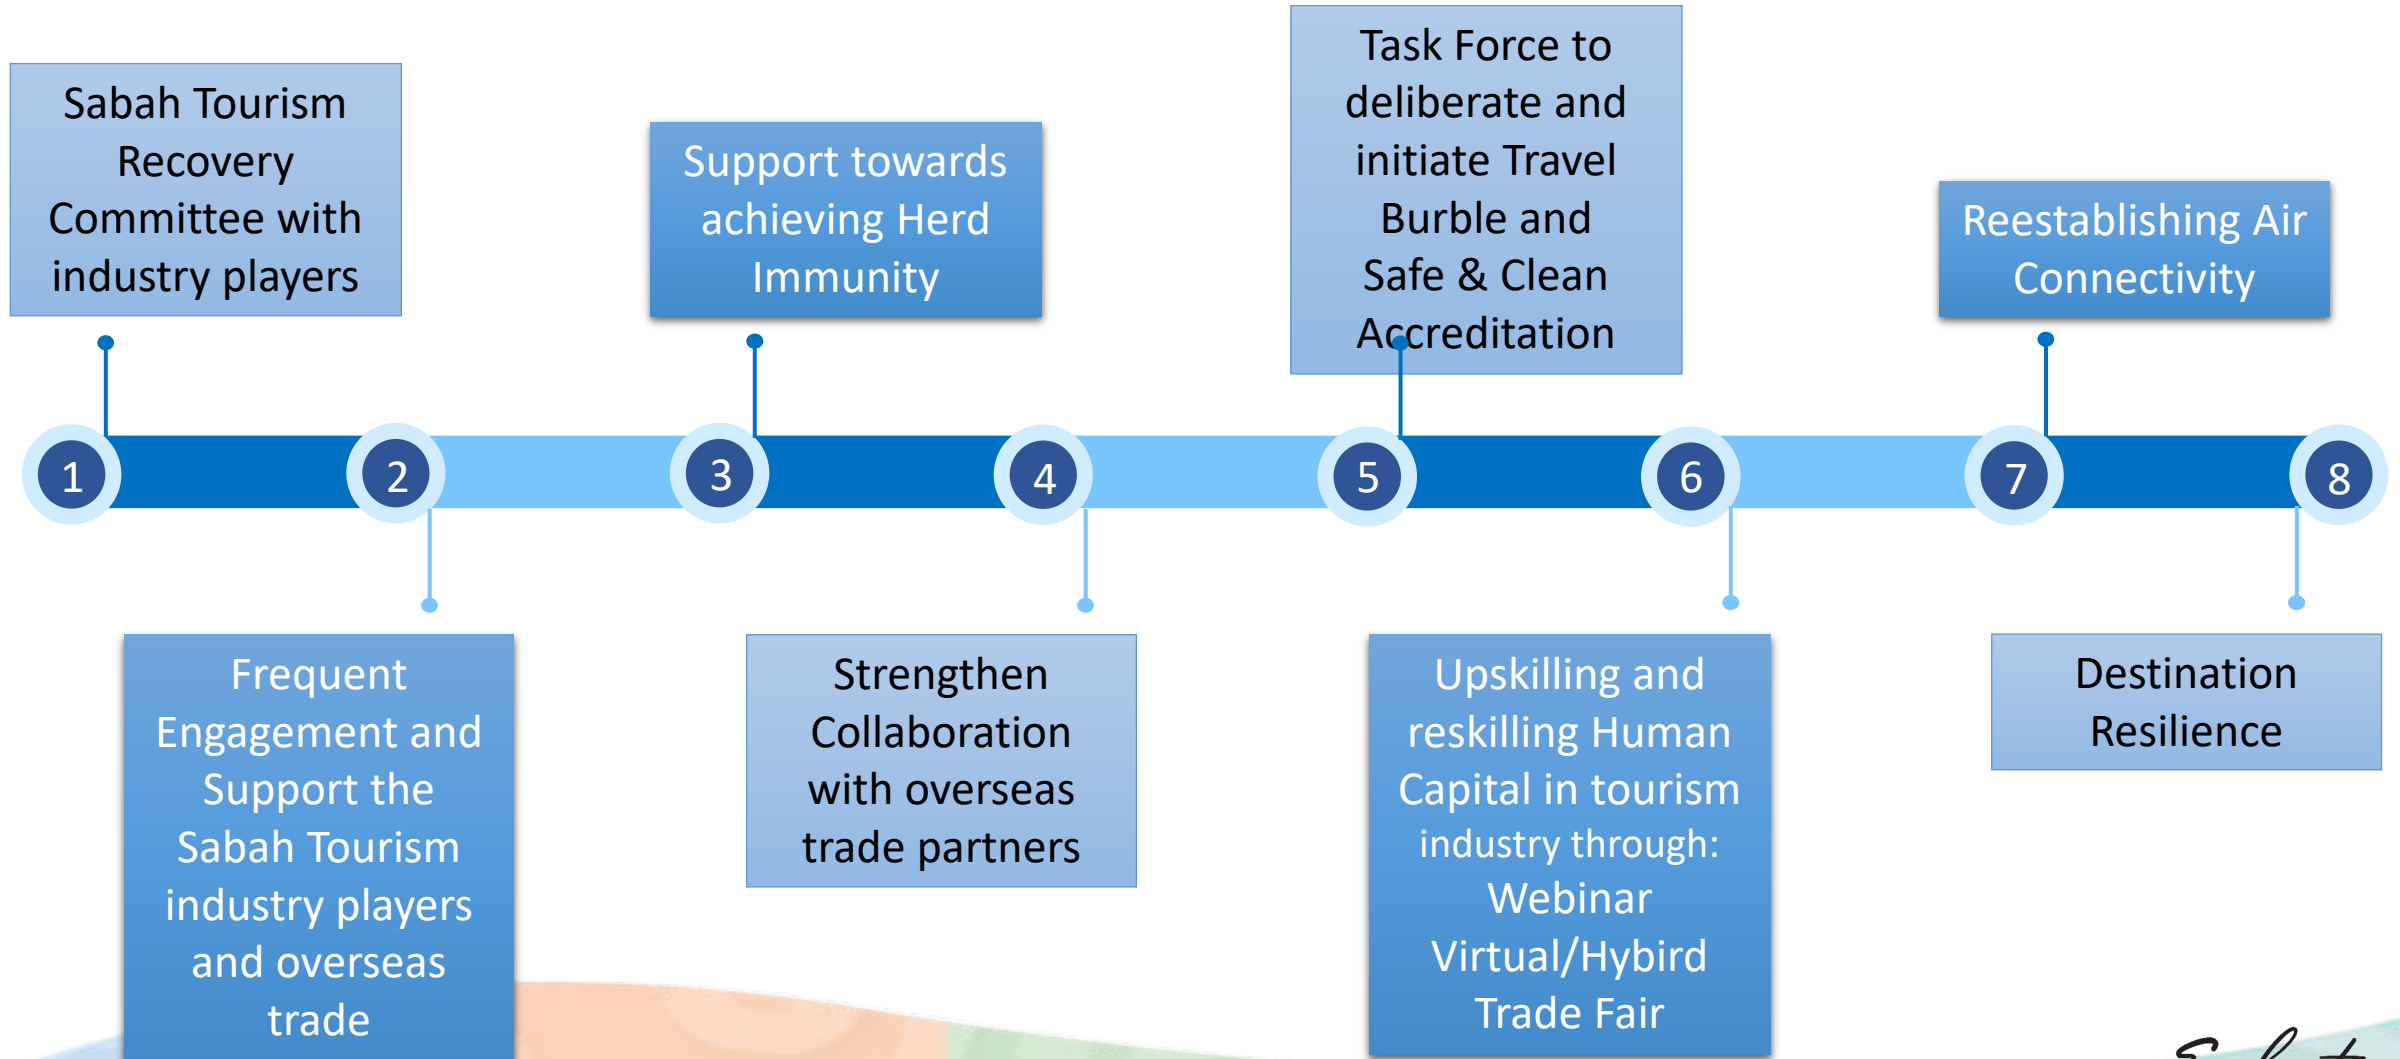 Sabah Tourism
Recovery
Committee with
industry players
Support towards
achieving Herd
Immunity
Task Force to
deliberate and
initiate Travel
Burble and
Safe & Clean
Accreditation
Reestablishing Air
Connectivity
1
2
3
4
5
6
7
8
Frequent
Engagement and
Support the
Sabah Tourism
industry players
and overseas
trade
Strengthen
Collaboration
with overseas
trade partners
Upskilling and
reskilling Human
Capital in tourism
industry through:
Webinar
Virtual/Hybird
Trade Fair
Destination
Resilience